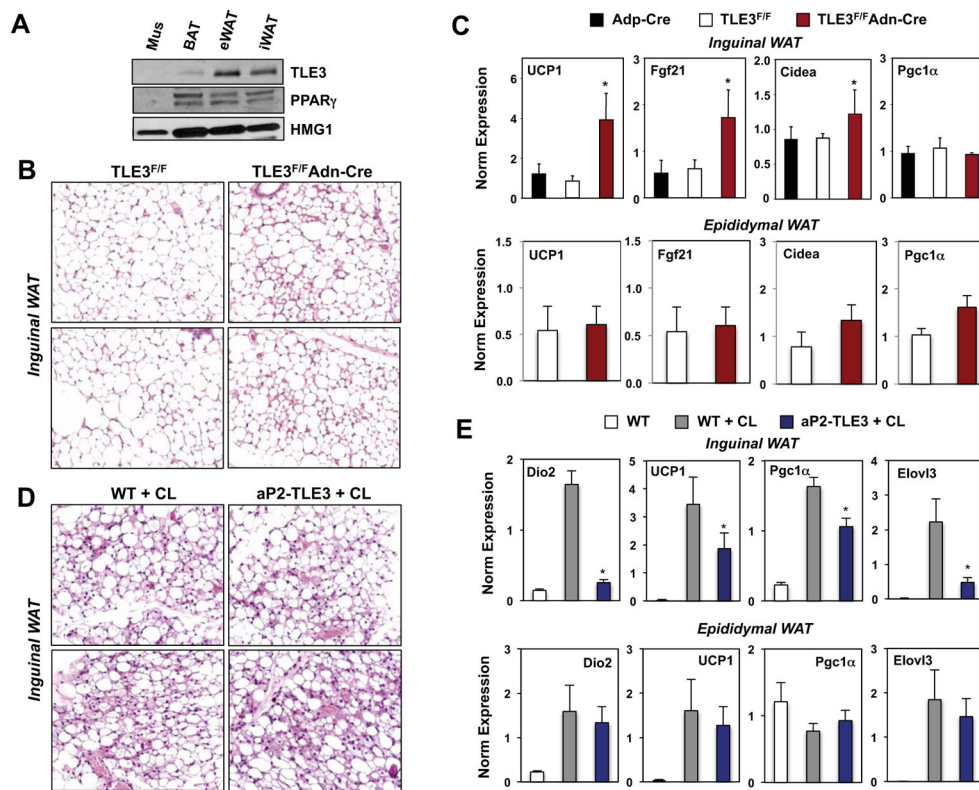 A
Mus
BAT
eWAT
iWAT
TLE3
PPARγ
HMG1
B
TLE3F/F
TLE3F/FAdn-Cre
Inguinal WAT
D
WT + CL
aP2-TLE3 + CL
Inguinal WAT
C
Adp-Cre
TLE3F/F
TLE3F/FAdn-Cre
Inguinal WAT
Norm Expression
UCP1
6
4
2
0
*
Fgf21
3
2
1
0
*
Cidea
2.0
1.5
1.0
0.5
0.0
*
Pgc1α
3
2
1
0
Epididymal WAT
Norm Expression
UCP1
1.5
1.0
0.5
0.0
Fgf21
1.5
1.0
0.5
0.0
Cidea
3
2
1
0
Pgc1α
3
2
1
0
E
WT
WT + CL
aP2-TLE3 + CL
Inguinal WAT
Norm Expression
Dio2
2
1
0
*
UCP1
5
4
3
2
1
0
*
Pgc1α
2
1
0
*
Elovl3
4
3
2
1
0
*
Epididymal WAT
Norm Expression
Dio2
3
2
1
0
UCP1
3
2
1
0
Pgc1α
2
1
0
Elovl3
3
2
1
0